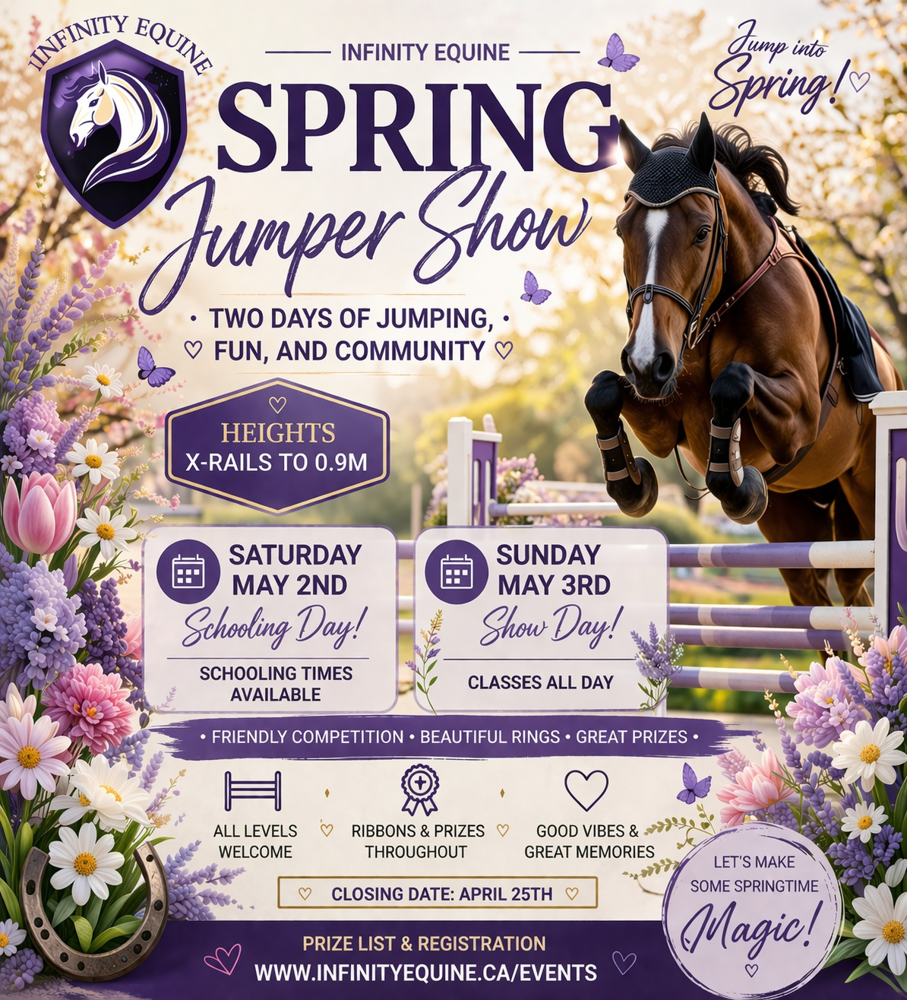 IINFINITY EQUINE
INFINITY EQUINE
SPRING
Jumper Show
Jump into
Spring!
• TWO DAYS OF JUMPING, •
FUN, AND COMMUNITY
HEIGHTS
X-RAILS TO 0.9M
SATURDAY
MAY 2ND
Schooling Day!
SCHOOLING TIMES
AVAILABLE
SUNDAY
MAY 3RD
Show Day!
CLASSES ALL DAY
• FRIENDLY COMPETITION • BEAUTIFUL RINGS • GREAT PRIZES •
ALL LEVELS
WELCOME
RIBBONS & PRIZES
THROUGHOUT
GOOD VIBES &
GREAT MEMORIES
CLOSING DATE: APRIL 25TH
LET'S MAKE
SOME SPRINGTIME
Magic!
PRIZE LIST & REGISTRATION
WWW.INFINITYEQUINE.CA/EVENTS